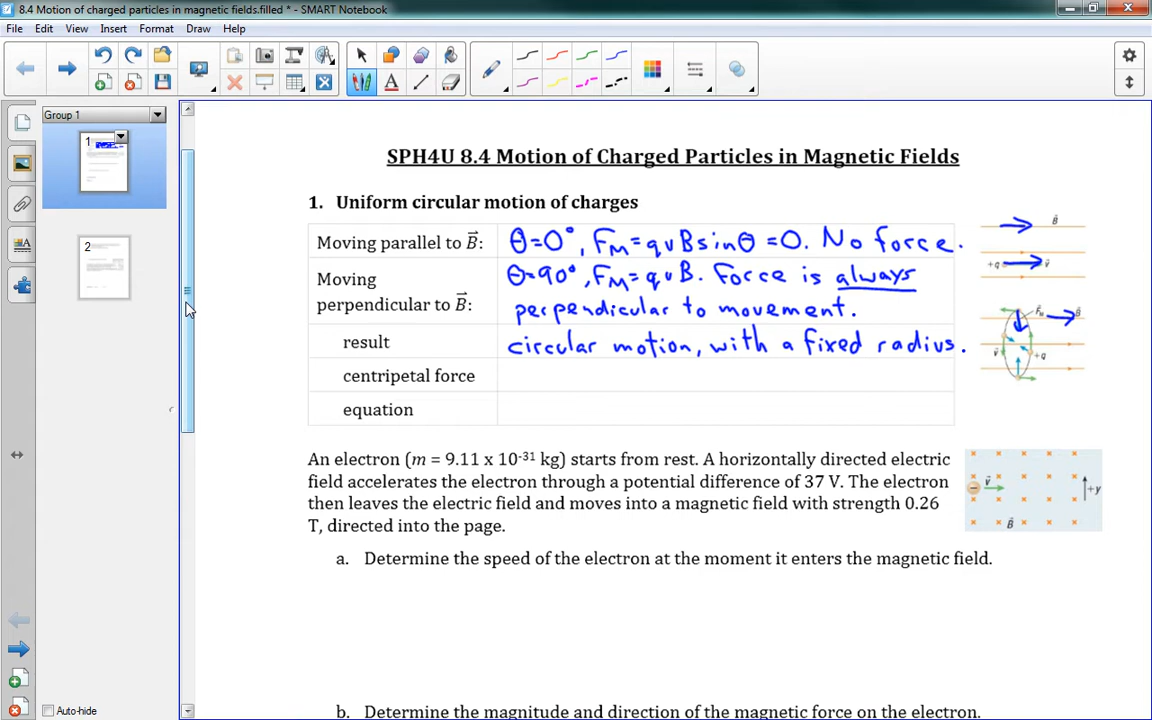 8.4 Motion of charged particles in magnetic fields.filled * - SMART Notebook
File Edit View Insert Format Draw Help
Group 1
1
2
SPH4U 8.4 Motion of Charged Particles in Magnetic Fields
1. Uniform circular motion of charges
Moving parallel to B⃗: θ=0°, F_M=qvBsinθ=0. No force.
Moving perpendicular to B⃗: θ=90°, F_M=qvB. Force is always
perpendicular to movement.
result circular motion, with a fixed radius.
centripetal force
equation
B⃗
+q v⃗
F⃗_M B⃗
v⃗ +q
An electron (m = 9.11 x 10⁻³¹ kg) starts from rest. A horizontally directed electric
field accelerates the electron through a potential difference of 37 V. The electron
then leaves the electric field and moves into a magnetic field with strength 0.26
T, directed into the page.
v⃗ +y
B⃗
a. Determine the speed of the electron at the moment it enters the magnetic field.
b. Determine the magnitude and direction of the magnetic force on the electron.
Auto-hide